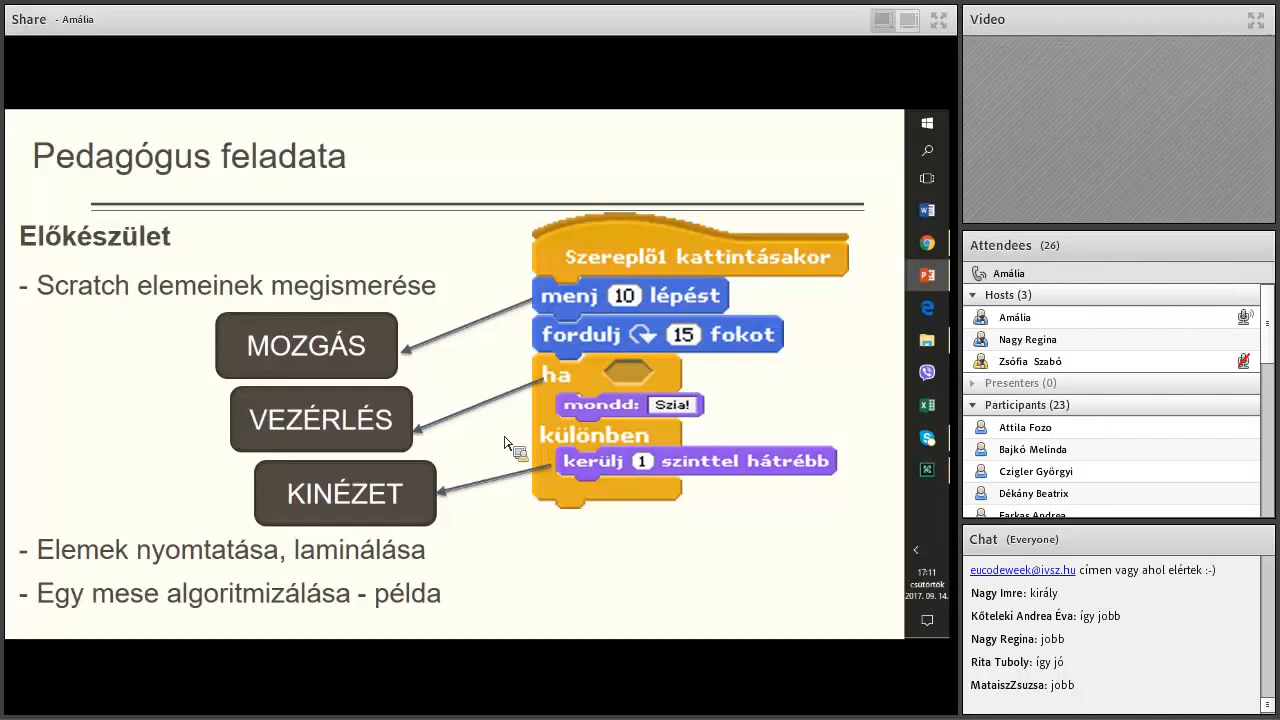 Share - Amália
Pedagógus feladata
Előkészület
- Scratch elemeinek megismerése
MOZGÁS
VEZÉRLÉS
KINÉZET
- Elemek nyomtatása, laminálása
- Egy mese algoritmizálása - példa
Szereplő1 kattintásakor
menj 10 lépést
fordulj 15 fokot
ha
mondd: Szia!
különben
kerülj 1 szinttel hátrébb
17:11
csütörtök
2017. 09. 14.
Video
Attendees (26)
Amália
Hosts (3)
Amália
Nagy Regina
Zsófia Szabó
Presenters (0)
Participants (23)
Attila Fozo
Bajkó Melinda
Czigler Györgyi
Dékány Beatrix
Farkas Andrea
Chat (Everyone)
eucodeweek@ivsz.hu címen vagy ahol elértek :-)
Nagy Imre: király
Kőteleki Andrea Éva: így jobb
Nagy Regina: jobb
Rita Tuboly: így jó
MataiszZsuzsa: jobb